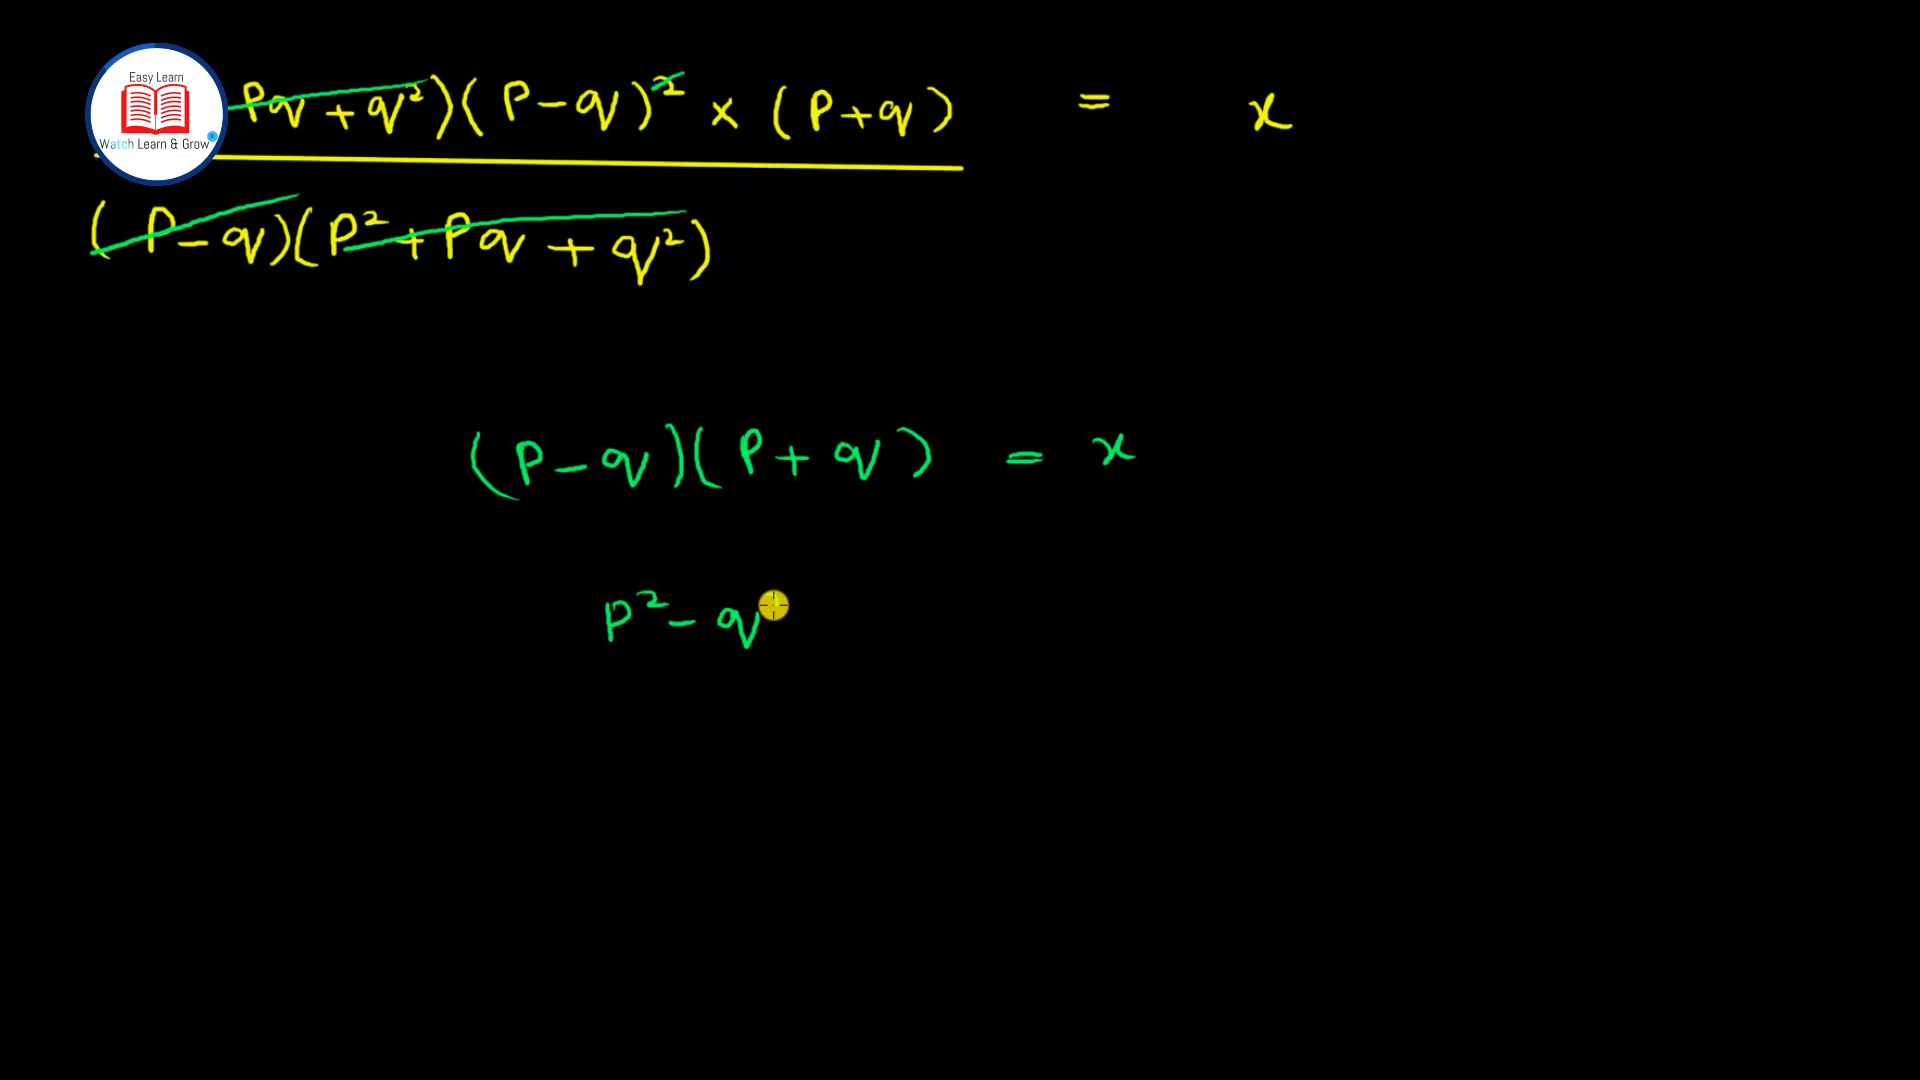 Easy Learn
Watch Learn & Grow
Pq + q²)(P-q)² × (P+q) = x
(P-q)(P²+Pq+q²)
(P-q)(P+q) = x
P²-q